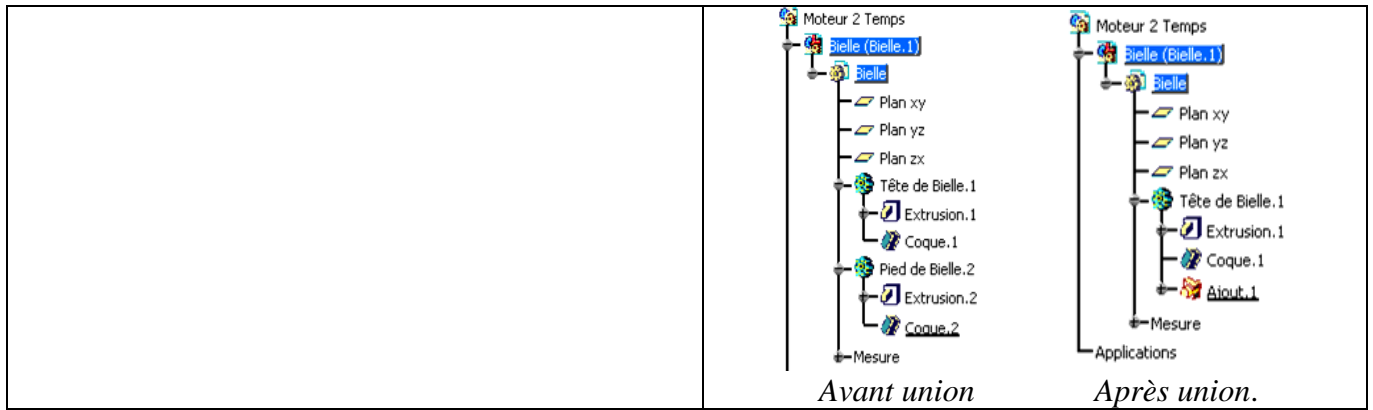 Moteur 2 Temps
Bielle (Bielle.1)
Bielle
Plan xy
Plan yz
Plan zx
Tête de Bielle.1
Extrusion.1
Coque.1
Pied de Bielle.2
Extrusion.2
Coque.2
Mesure
Avant union
Moteur 2 Temps
Bielle (Bielle.1)
Bielle
Plan xy
Plan yz
Plan zx
Tête de Bielle.1
Extrusion.1
Coque.1
Ajout.1
Mesure
Applications
Après union.